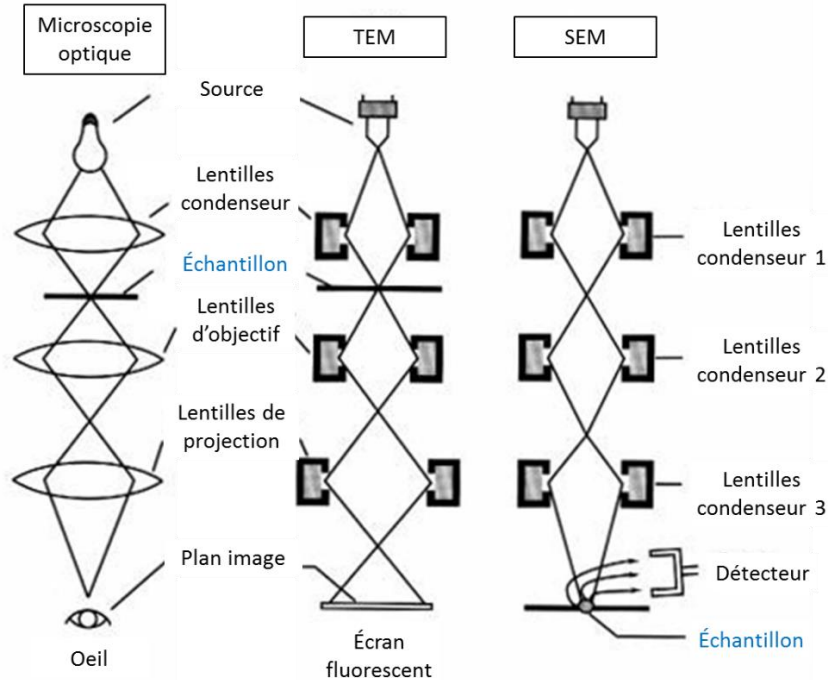 Microscopie
optique
TEM
SEM
Source
Lentilles
condenseur
Échantillon
Lentilles
d'objectif
Lentilles de
projection
Plan image
Oeil
Écran
fluorescent
Lentilles
condenseur 1
Lentilles
condenseur 2
Lentilles
condenseur 3
Détecteur
Échantillon